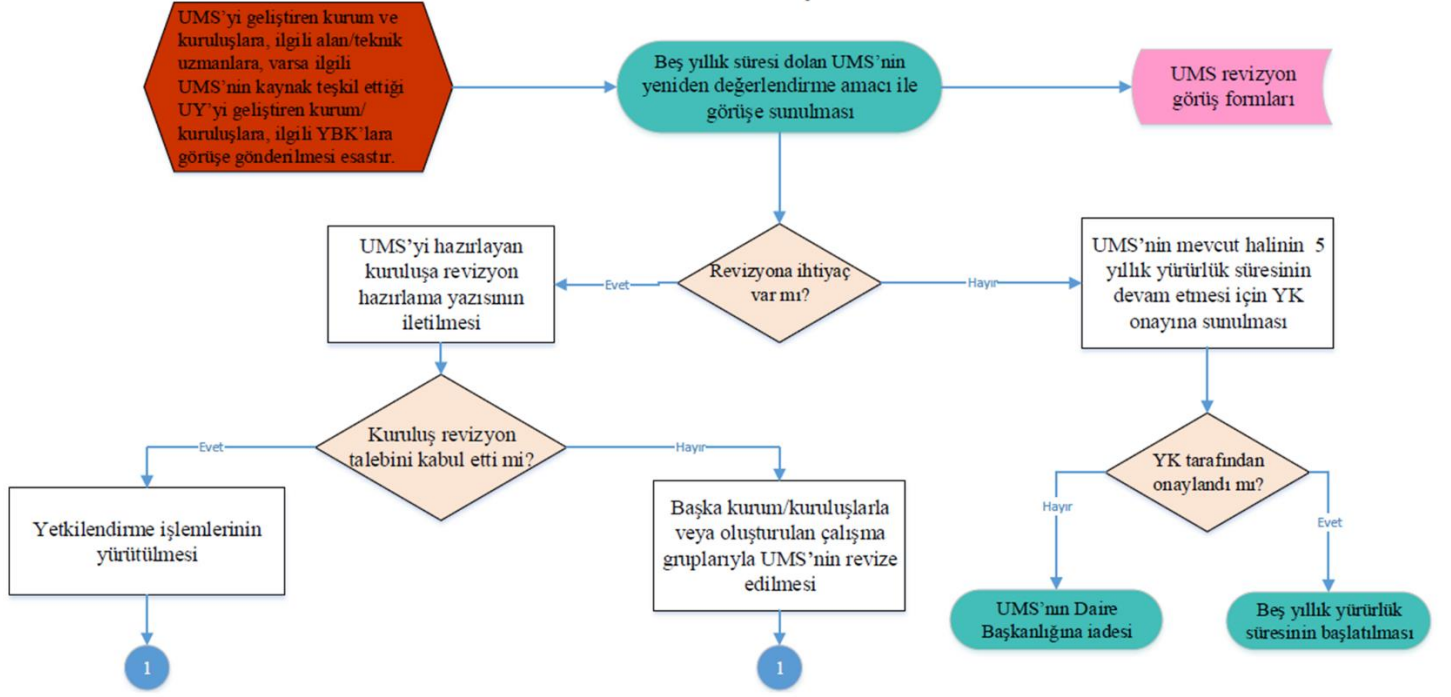 UMS’yi geliştiren kurum ve
kuruluşlara, ilgili alan/teknik
uzmanlara, varsa ilgili
UMS’nin kaynak teşkil ettiği
UY’yi geliştiren kurum/
kuruluşlara, ilgili YBK’lara
görüşe gönderilmesi esastır.
Beş yıllık süresi dolan UMS’nin
yeniden değerlendirme amacı ile
görüşe sunulması
UMS revizyon
görüş formları
UMS’yi hazırlayan
kuruluşa revizyon
hazırlama yazısının
iletilmesi
Evet
Revizyona ihtiyaç
var mı?
Hayır
UMS’nin mevcut halinin 5
yıllık yürürlük süresinin
devam etmesi için YK
onayına sunulması
Evet
Kuruluş revizyon
talebini kabul etti mi?
Hayır
YK tarafından
onaylandı mı?
Hayır
Evet
Yetkilendirme işlemlerinin
yürütülmesi
Başka kurum/kuruluşlarla
veya oluşturulan çalışma
gruplarıyla UMS’nin revize
edilmesi
UMS’nın Daire
Başkanlığına iadesi
Beş yıllık yürürlük
süresinin başlatılması
1
1